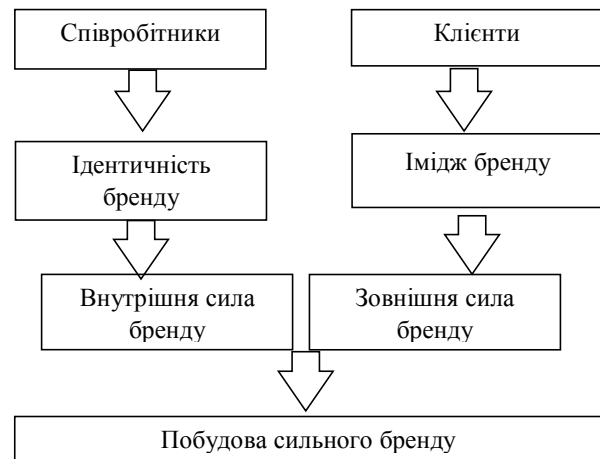 Співробітники
Клієнти
Ідентичність
бренду
Імідж бренду
Внутрішня сила
бренду
Зовнішня сила
бренду
Побудова сильного бренду